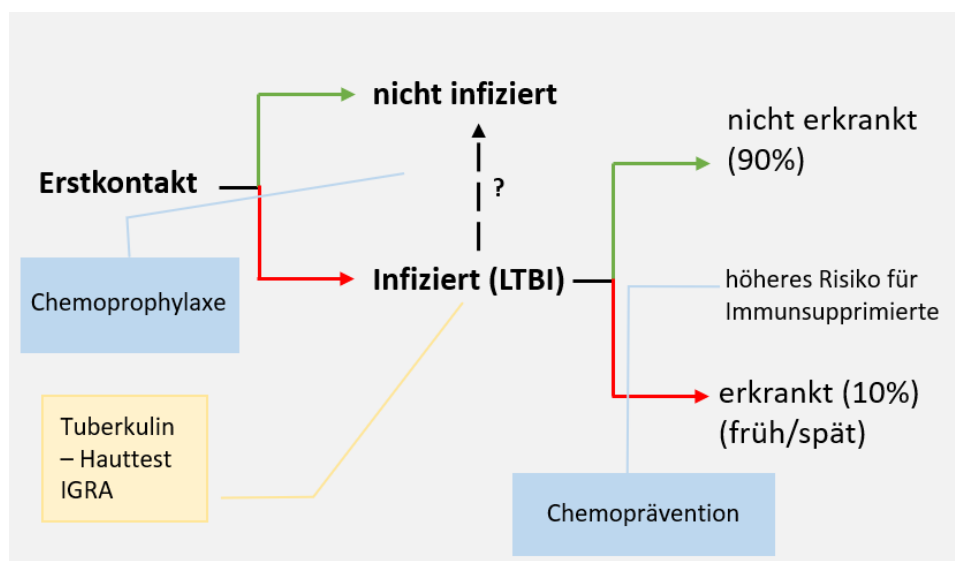 nicht infiziert
nicht erkrankt
(90%)
Erstkontakt
?
Infiziert (LTBI)
höheres Risiko für
Immunsupprimierte
Chemoprophylaxe
erkrankt (10%)
(früh/spät)
Tuberkulin
– Hauttest
IGRA
Chemoprävention